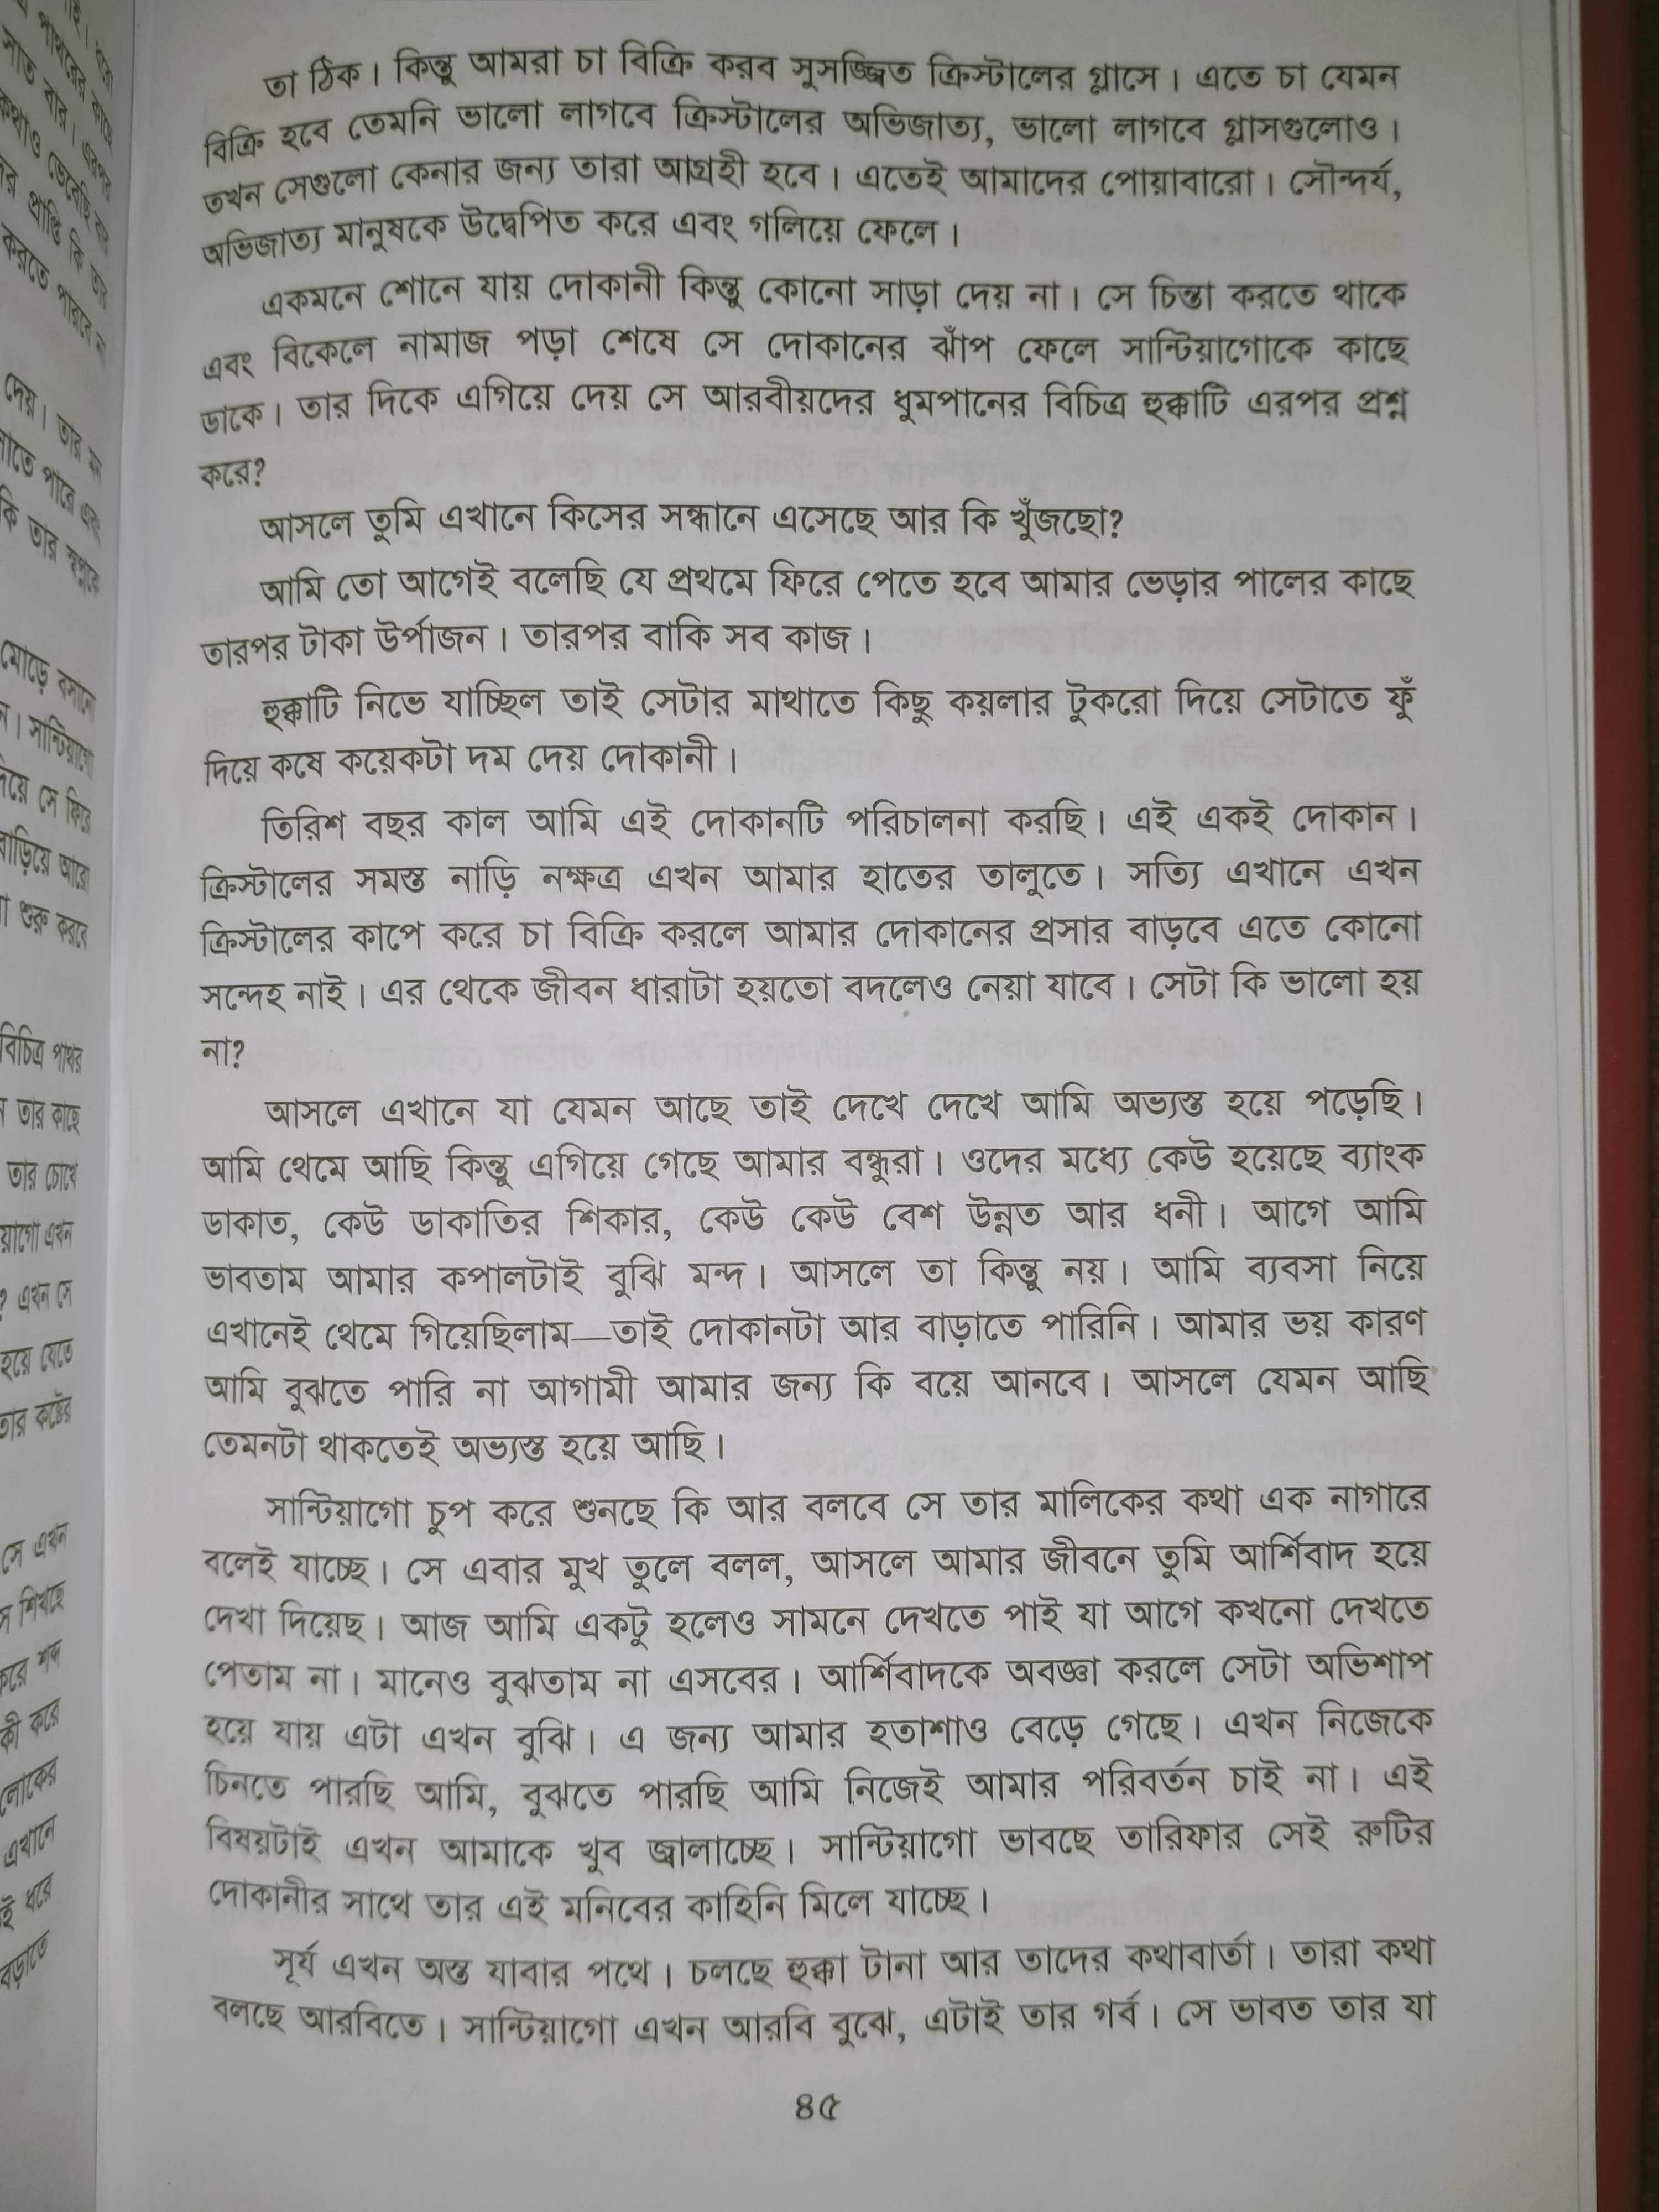 তা ঠিক। কিন্তু আমরা চা বিক্রি করব সুসজ্জিত ক্রিস্টালের গ্লাসে। এতে চা যেমন
বিক্রি হবে তেমনি ভালো লাগবে ক্রিস্টালের অভিজাত্য, ভালো লাগবে গ্লাসগুলোও।
তখন সেগুলো কেনার জন্য তারা আগ্রহী হবে। এতেই আমাদের পোয়াবারো। সৌন্দর্য,
অভিজাত্য মানুষকে উদ্বেপিত করে এবং গলিয়ে ফেলে।
একমনে শোনে যায় দোকানী কিন্তু কোনো সাড়া দেয় না। সে চিন্তা করতে থাকে
এবং বিকেলে নামাজ পড়া শেষে সে দোকানের ঝাঁপ ফেলে সান্টিয়াগোকে কাছে
ডাকে। তার দিকে এগিয়ে দেয় সে আরবীয়দের ধুমপানের বিচিত্র হুক্কাটি এরপর প্রশ্ন
করে?
আসলে তুমি এখানে কিসের সন্ধানে এসেছে আর কি খুঁজছো?
আমি তো আগেই বলেছি যে প্রথমে ফিরে পেতে হবে আমার ভেড়ার পালের কাছে
তারপর টাকা উর্পাজন। তারপর বাকি সব কাজ।
হুক্কাটি নিভে যাচ্ছিল তাই সেটার মাথাতে কিছু কয়লার টুকরো দিয়ে সেটাতে ফুঁ
দিয়ে কষে কয়েকটা দম দেয় দোকানী।
তিরিশ বছর কাল আমি এই দোকানটি পরিচালনা করছি। এই একই দোকান।
ক্রিস্টালের সমস্ত নাড়ি নক্ষত্র এখন আমার হাতের তালুতে। সত্যি এখানে এখন
ক্রিস্টালের কাপে করে চা বিক্রি করলে আমার দোকানের প্রসার বাড়বে এতে কোনো
সন্দেহ নাই। এর থেকে জীবন ধারাটা হয়তো বদলেও নেয়া যাবে। সেটা কি ভালো হয়
না?
আসলে এখানে যা যেমন আছে তাই দেখে দেখে আমি অভ্যস্ত হয়ে পড়েছি।
আমি থেমে আছি কিন্তু এগিয়ে গেছে আমার বন্ধুরা। ওদের মধ্যে কেউ হয়েছে ব্যাংক
ডাকাত, কেউ ডাকাতির শিকার, কেউ কেউ বেশ উন্নত আর ধনী। আগে আমি
ভাবতাম আমার কপালটাই বুঝি মন্দ। আসলে তা কিন্তু নয়। আমি ব্যবসা নিয়ে
এখানেই থেমে গিয়েছিলাম—তাই দোকানটা আর বাড়াতে পারিনি। আমার ভয় কারণ
আমি বুঝতে পারি না আগামী আমার জন্য কি বয়ে আনবে। আসলে যেমন আছি
তেমনটা থাকতেই অভ্যস্ত হয়ে আছি।
সান্টিয়াগো চুপ করে শুনছে কি আর বলবে সে তার মালিকের কথা এক নাগারে
বলেই যাচ্ছে। সে এবার মুখ তুলে বলল, আসলে আমার জীবনে তুমি আর্শিবাদ হয়ে
দেখা দিয়েছ। আজ আমি একটু হলেও সামনে দেখতে পাই যা আগে কখনো দেখতে
পেতাম না। মানেও বুঝতাম না এসবের। আর্শিবাদকে অবজ্ঞা করলে সেটা অভিশাপ
হয়ে যায় এটা এখন বুঝি। এ জন্য আমার হতাশাও বেড়ে গেছে। এখন নিজেকে
চিনতে পারছি আমি, বুঝতে পারছি আমি নিজেই আমার পরিবর্তন চাই না। এই
বিষয়টাই এখন আমাকে খুব জ্বালাচ্ছে। সান্টিয়াগো ভাবছে তারিফার সেই রুটির
দোকানীর সাথে তার এই মনিবের কাহিনি মিলে যাচ্ছে।
সূর্য এখন অস্ত যাবার পথে। চলছে হুক্কা টানা আর তাদের কথাবার্তা। তারা কথা
বলছে আরবিতে। সান্টিয়াগো এখন আরবি বুঝে, এটাই তার গর্ব। সে ভাবত তার যা
৪৫